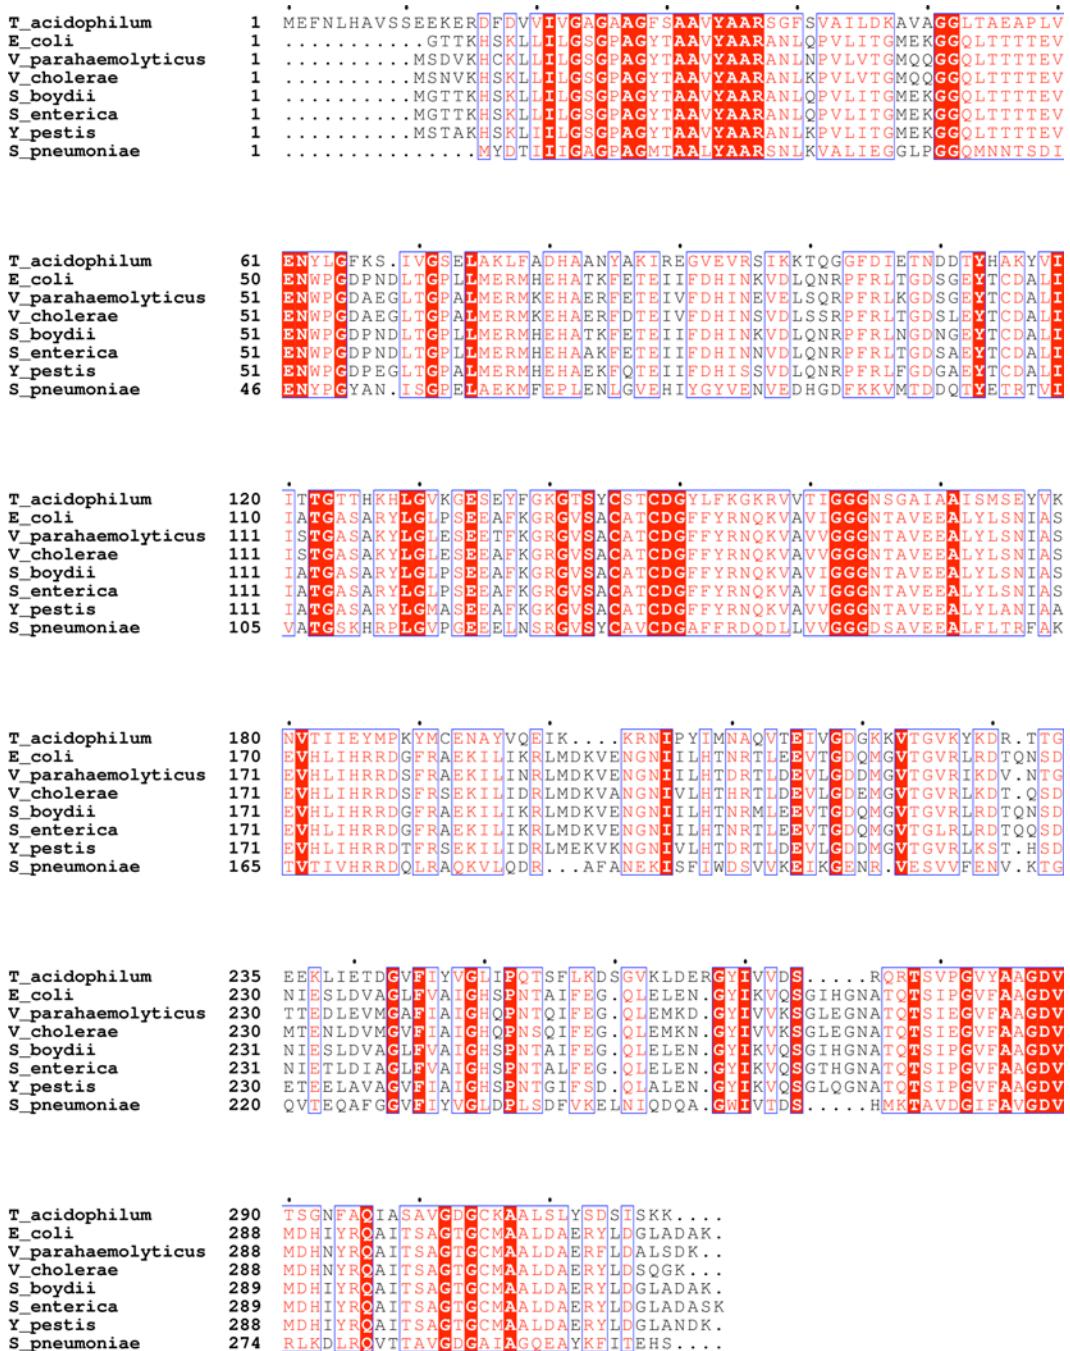 T_acidophilum 1 MEFNLHAVSSEEKERDFDVVIVGAGAAGFSAAVYAARSGFSVAILDKAVAGGLTAEAPLV
E_coli 1 ...........GTTKHSKLLILGSGPAGYTAAVYAARANLQPVLITGMEKGGQLTTTTEV
V_parahaemolyticus 1 ..........MSDVKHCKLLILGSGPAGYTAAVYAARANLNPVLVTGMQQGGQLTTTTEV
V_cholerae 1 ..........MSNVKHSKLLILGSGPAGYTAAVYAARANLKPVLVTGMQQGGQLTTTTEV
S_boydii 1 ..........MGTTKHSKLLILGSGPAGYTAAVYAARANLQPVLITGMEKGGQLTTTTEV
S_enterica 1 ..........MGTTKHSKLLILGSGPAGYTAAVYAARANLQPVLITGMEKGGQLTTTTEV
Y_pestis 1 ..........MSTAKHSKLIILGSGPAGYTAAVYAARANLKPVLITGMEKGGQLTTTTEV
S_pneumoniae 1 ...............MYDTIIIGAGPAGMTAALYAARSNLKVALIEGGLPGGQMNNTSDI
T_acidophilum 61 ENYLGFKS.IVGSELAKLFADHAANYAKIREGVEVRSIKKTQGGFDIETNDDTYHAKYVI
E_coli 50 ENWPGDPNDLTGPLLMERMHEHATKFETEIIFDHINKVDLQNRPFRLTGDSGEYTCDALI
V_parahaemolyticus 51 ENWPGDAEGLTGPALMERMKEHAERFETEIVFDHINEVELSQRPFRLKGDSGEYTCDALI
V_cholerae 51 ENWPGDAEGLTGPALMERMKEHAERFDTEIVFDHINSVDLSSRPFRLTGDSLEYTCDALI
S_boydii 51 ENWPGDPNDLTGPLLMERMHEHATKFETEIIFDHINKVDLQNRPFRLNGDNGEYTCDALI
S_enterica 51 ENWPGDPNDLTGPLLMERMHEHAAKFETEIIFDHINNVDLQNRPFRLTGDSAEYTCDALI
Y_pestis 51 ENWPGDPEGLTGPALMERMHEHAEKFQTEIIFDHISSVDLQNRPFRLFGDGAEYTCDALI
S_pneumoniae 46 ENYPGYAN.ISGPELAEKMFEPLENLGVEHIYGYVENVEDHGDFKKVMTDDQTYETRTVI
T_acidophilum 120 ITTGTTHKHLGVKGESEYFGKGTSYCSTCDGYLFKGKRVVTIGGGNSGAIAAISMSEYVK
E_coli 110 IATGASARYLGLPSEEAFKGRGVSACATCDGFFYRNQKVAVIGGGNTAVEEALYLSNIAS
V_parahaemolyticus 111 ISTGASAKYLGLESEETFKGRGVSACATCDGFFYRNQKVAVVGGGNTAVEEALYLSNIAS
V_cholerae 111 ISTGASAKYLGLESEEAFKGRGVSACATCDGFFYRNQKVAVVGGGNTAVEEALYLSNIAS
S_boydii 111 IATGASARYLGLPSEEAFKGRGVSACATCDGFFYRNQKVAVIGGGNTAVEEALYLSNIAS
S_enterica 111 IATGASARYLGLPSEEAFKGRGVSACATCDGFFYRNQKVAVIGGGNTAVEEALYLSNIAS
Y_pestis 111 IATGASARYLGMASEEAFKGKGVSACATCDGFFYRNQKVAVVGGGNTAVEEALYLANIAA
S_pneumoniae 105 VATGSKHRPLGVPGEEELNSRGVSYCAVCDGAFFRDQDLLVVGGGDSAVEEALFLTRFAK
T_acidophilum 180 NVTIIEYMPKYMCENAYVQEIK....KRNIPYIMNAQVTEIVGDGKKVTGVKYKDR.TTG
E_coli 170 EVHLIHRRDGFRAEKILIKRLMDKVENGNIILHTNRTLEEVTGDQMGVTGVRLRDTQNSD
V_parahaemolyticus 171 EVHLIHRRDSFRAEKILINRLMDKVENGNIVLHTDRTLDEVLGDEMGVTGVRIKDV.NTG
V_cholerae 171 EVHLIHRRDSFRSEKILIDRLMDKVANGNIVLHTHRTLDEVLGDEMGVTGVRLKDT.QSD
S_boydii 171 EVHLIHRRDGFRAEKILIKRLMDKVENGNIILHTNRMLEEVTGDQMGVTGVRLRDTQNSD
S_enterica 171 EVHLIHRRDGFRAEKILIKRLMDKVENGNIILHTNRTLEEVTGDQMGVTGLRLRDTQQSD
Y_pestis 171 EVHLIHRRDTFRSEKILIDRLMEKVKNGNIVLHTDRTLDEVLGDDMGVTGVRLKST.HSD
S_pneumoniae 165 TVTIVHRRDQLRAQKVLQDR...AFANEKISFIWDSVVKEIKGENR.VESVVFENV.KTG
T_acidophilum 235 EEKLIETDGVFIYVGLIPQTSFLKDSGVKLDERGYIVVDS.....RQRTSVPGVYAAGDV
E_coli 230 NIESLDVAGLFVAIGHSPNTAIFEG.QLELEN.GYIKVQSGIHGNATQTSIPGVFAAGDV
V_parahaemolyticus 230 TTEDLEVMGAFIAIGHQPNTQIFEG.QLEMKD.GYIVVKSGLEGNATQTSIEGVFAAGDV
V_cholerae 230 MTENLDVMGVFIAIGHQPNSQIFEG.QLEMKN.GYIVVKSGLEGNATQTSIEGVFAAGDV
S_boydii 231 NIESLDVAGLFVAIGHSPNTAIFEG.QLELEN.GYIKVQSGIHGNATQTSIPGVFAAGDV
S_enterica 231 NIETLDIAGLFVAIGHSPNTALFEG.QLELEN.GYIKVQSGTHGNATQTSIPGVFAAGDV
Y_pestis 230 ETEELAVAGVFIAIGHSPNTGIFSD.QLALEN.GYIKVQSGLQGNATQTSIPGVFAAGDV
S_pneumoniae 220 QVTEQAFGGVFIYVGLDPLSDFVKELNIQDQA.GWIVTDS.....HMKTAVDGIFAVGDV
T_acidophilum 290 TSGNFAQIASAVGDGCKAALSLYSDSISKK....
E_coli 288 MDHIYRQAITSAGTGCMAALDAERYLDGLADAK.
V_parahaemolyticus 288 MDHNYRQAITSAGTGCMAALDAERFLDALSDK..
V_cholerae 288 MDHNYRQAITSAGTGCMAALDAERYLDSQGK...
S_boydii 289 MDHIYRQAITSAGTGCMAALDAERYLDGLADAK.
S_enterica 289 MDHIYRQAITSAGTGCMAALDAERYLDGLADASK
Y_pestis 288 MDHIYRQAITSAGTGCMAALDAERYLDGLANDK.
S_pneumoniae 274 RLKDLRQVTTAVGDGAIAGQEAYKFITEHS....